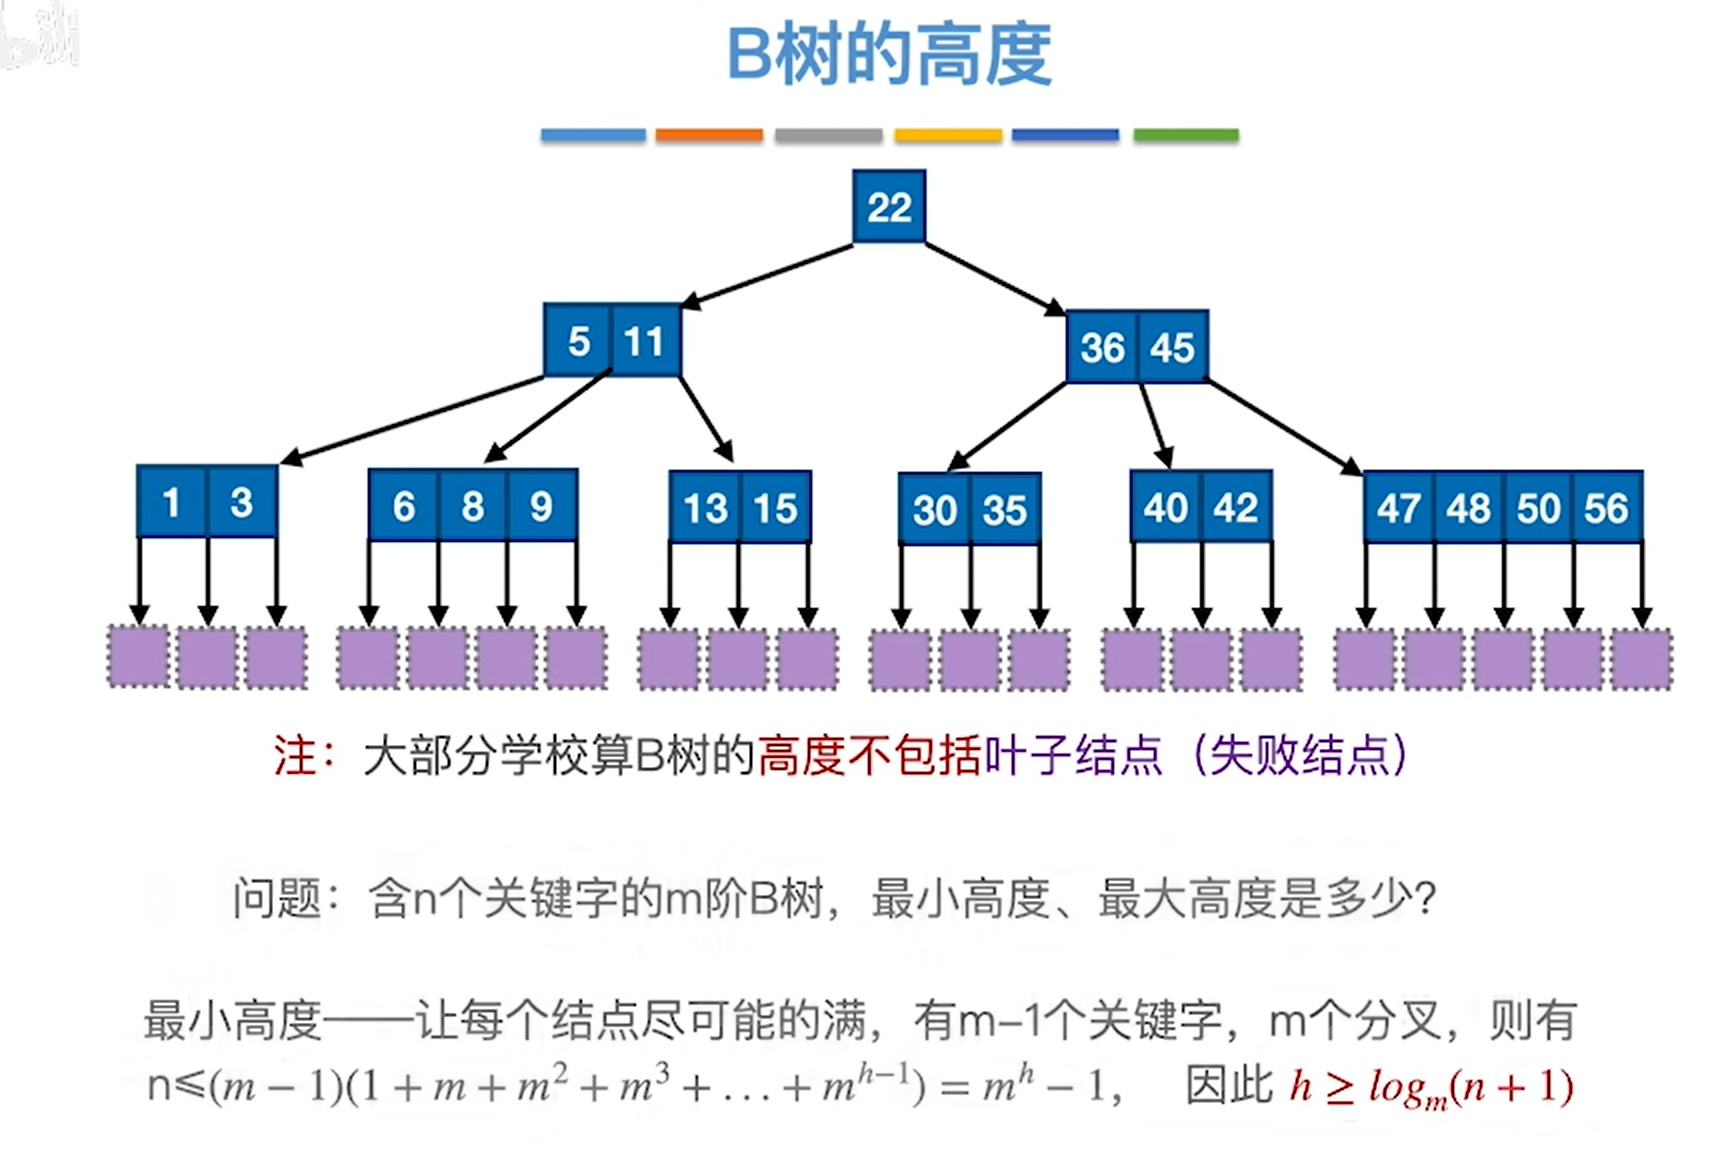 B树的高度
22
5 11 36 45
1 3 6 8 9 13 15 30 35 40 42 47 48 50 56
注：大部分学校算B树的高度不包括叶子结点（失败结点）
问题：含n个关键字的m阶B树，最小高度、最大高度是多少？
最小高度——让每个结点尽可能的满，有m–1个关键字，m个分叉，则有
n⩽(m − 1)(1 + m + m² + m³ + … + mʰ⁻¹) = mʰ − 1， 因此 h ≥ logₘ(n + 1)